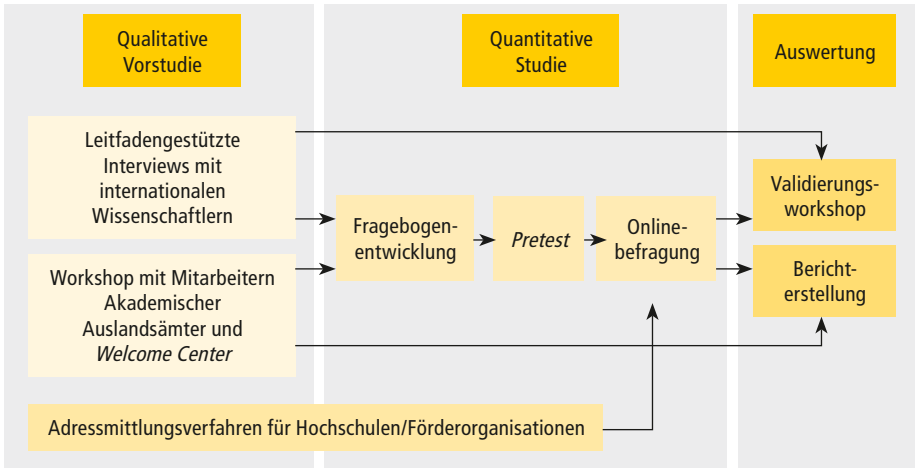 Qualitative
Vorstudie
Quantitative
Studie
Auswertung
Leitfadengestützte
Interviews mit
internationalen
Wissenschaftlern
Workshop mit Mitarbeitern
Akademischer
Auslandsämter und
Welcome Center
Fragebogen-
entwicklung
Pretest
Online-
befragung
Validierungs-
workshop
Bericht-
erstellung
Adressmittlungsverfahren für Hochschulen/Förderorganisationen